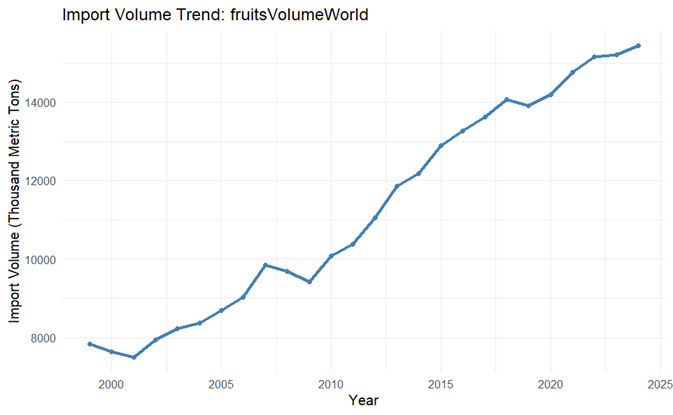 Import Volume Trend: fruitsVolumeWorld
Import Volume (Thousand Metric Tons)
14000
12000
10000
8000
2000 2005 2010 2015 2020 2025
Year